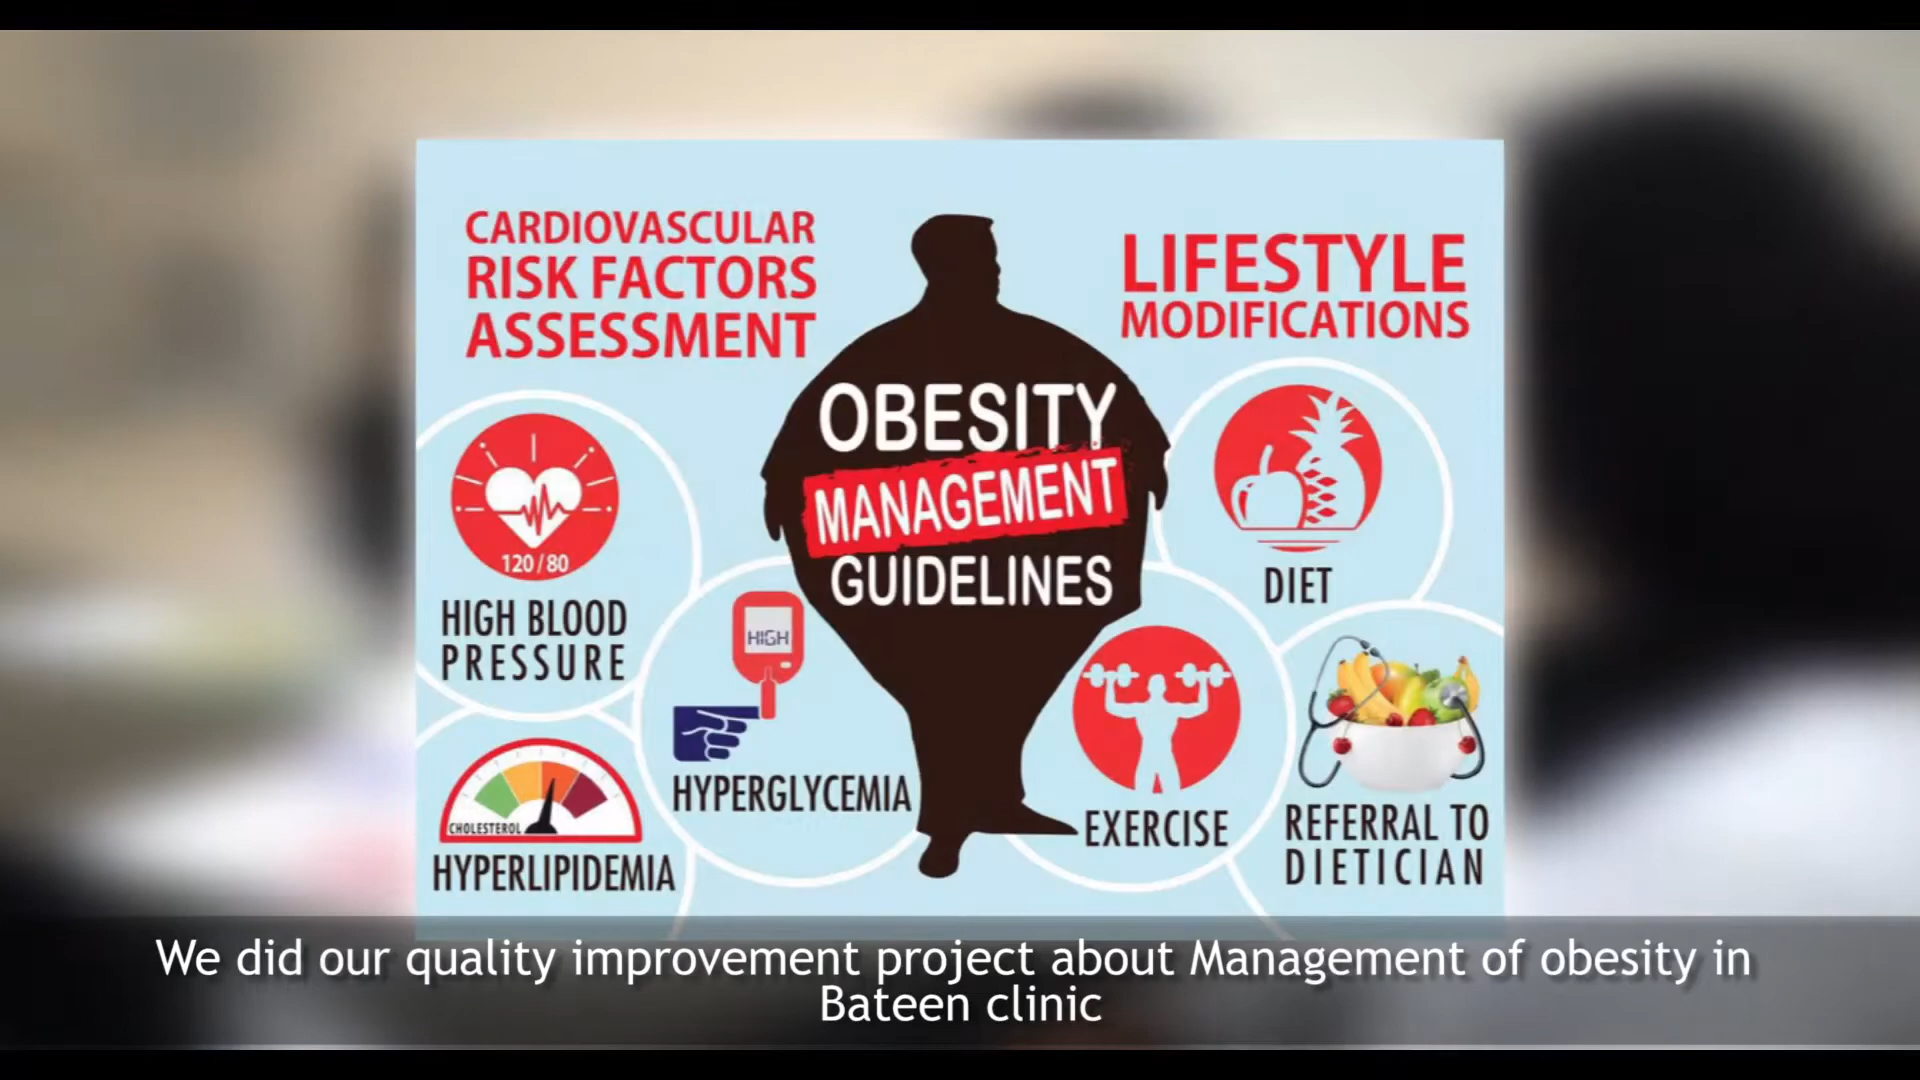 CARDIOVASCULAR
RISK FACTORS
ASSESSMENT
LIFESTYLE
MODIFICATIONS
OBESITY
MANAGEMENT
GUIDELINES
120/80
HIGH BLOOD
PRESSURE
HIGH
HYPERGLYCEMIA
CHOLESTEROL
HYPERLIPIDEMIA
DIET
EXERCISE
REFERRAL TO
DIETICIAN
We did our quality improvement project about Management of obesity in
Bateen clinic